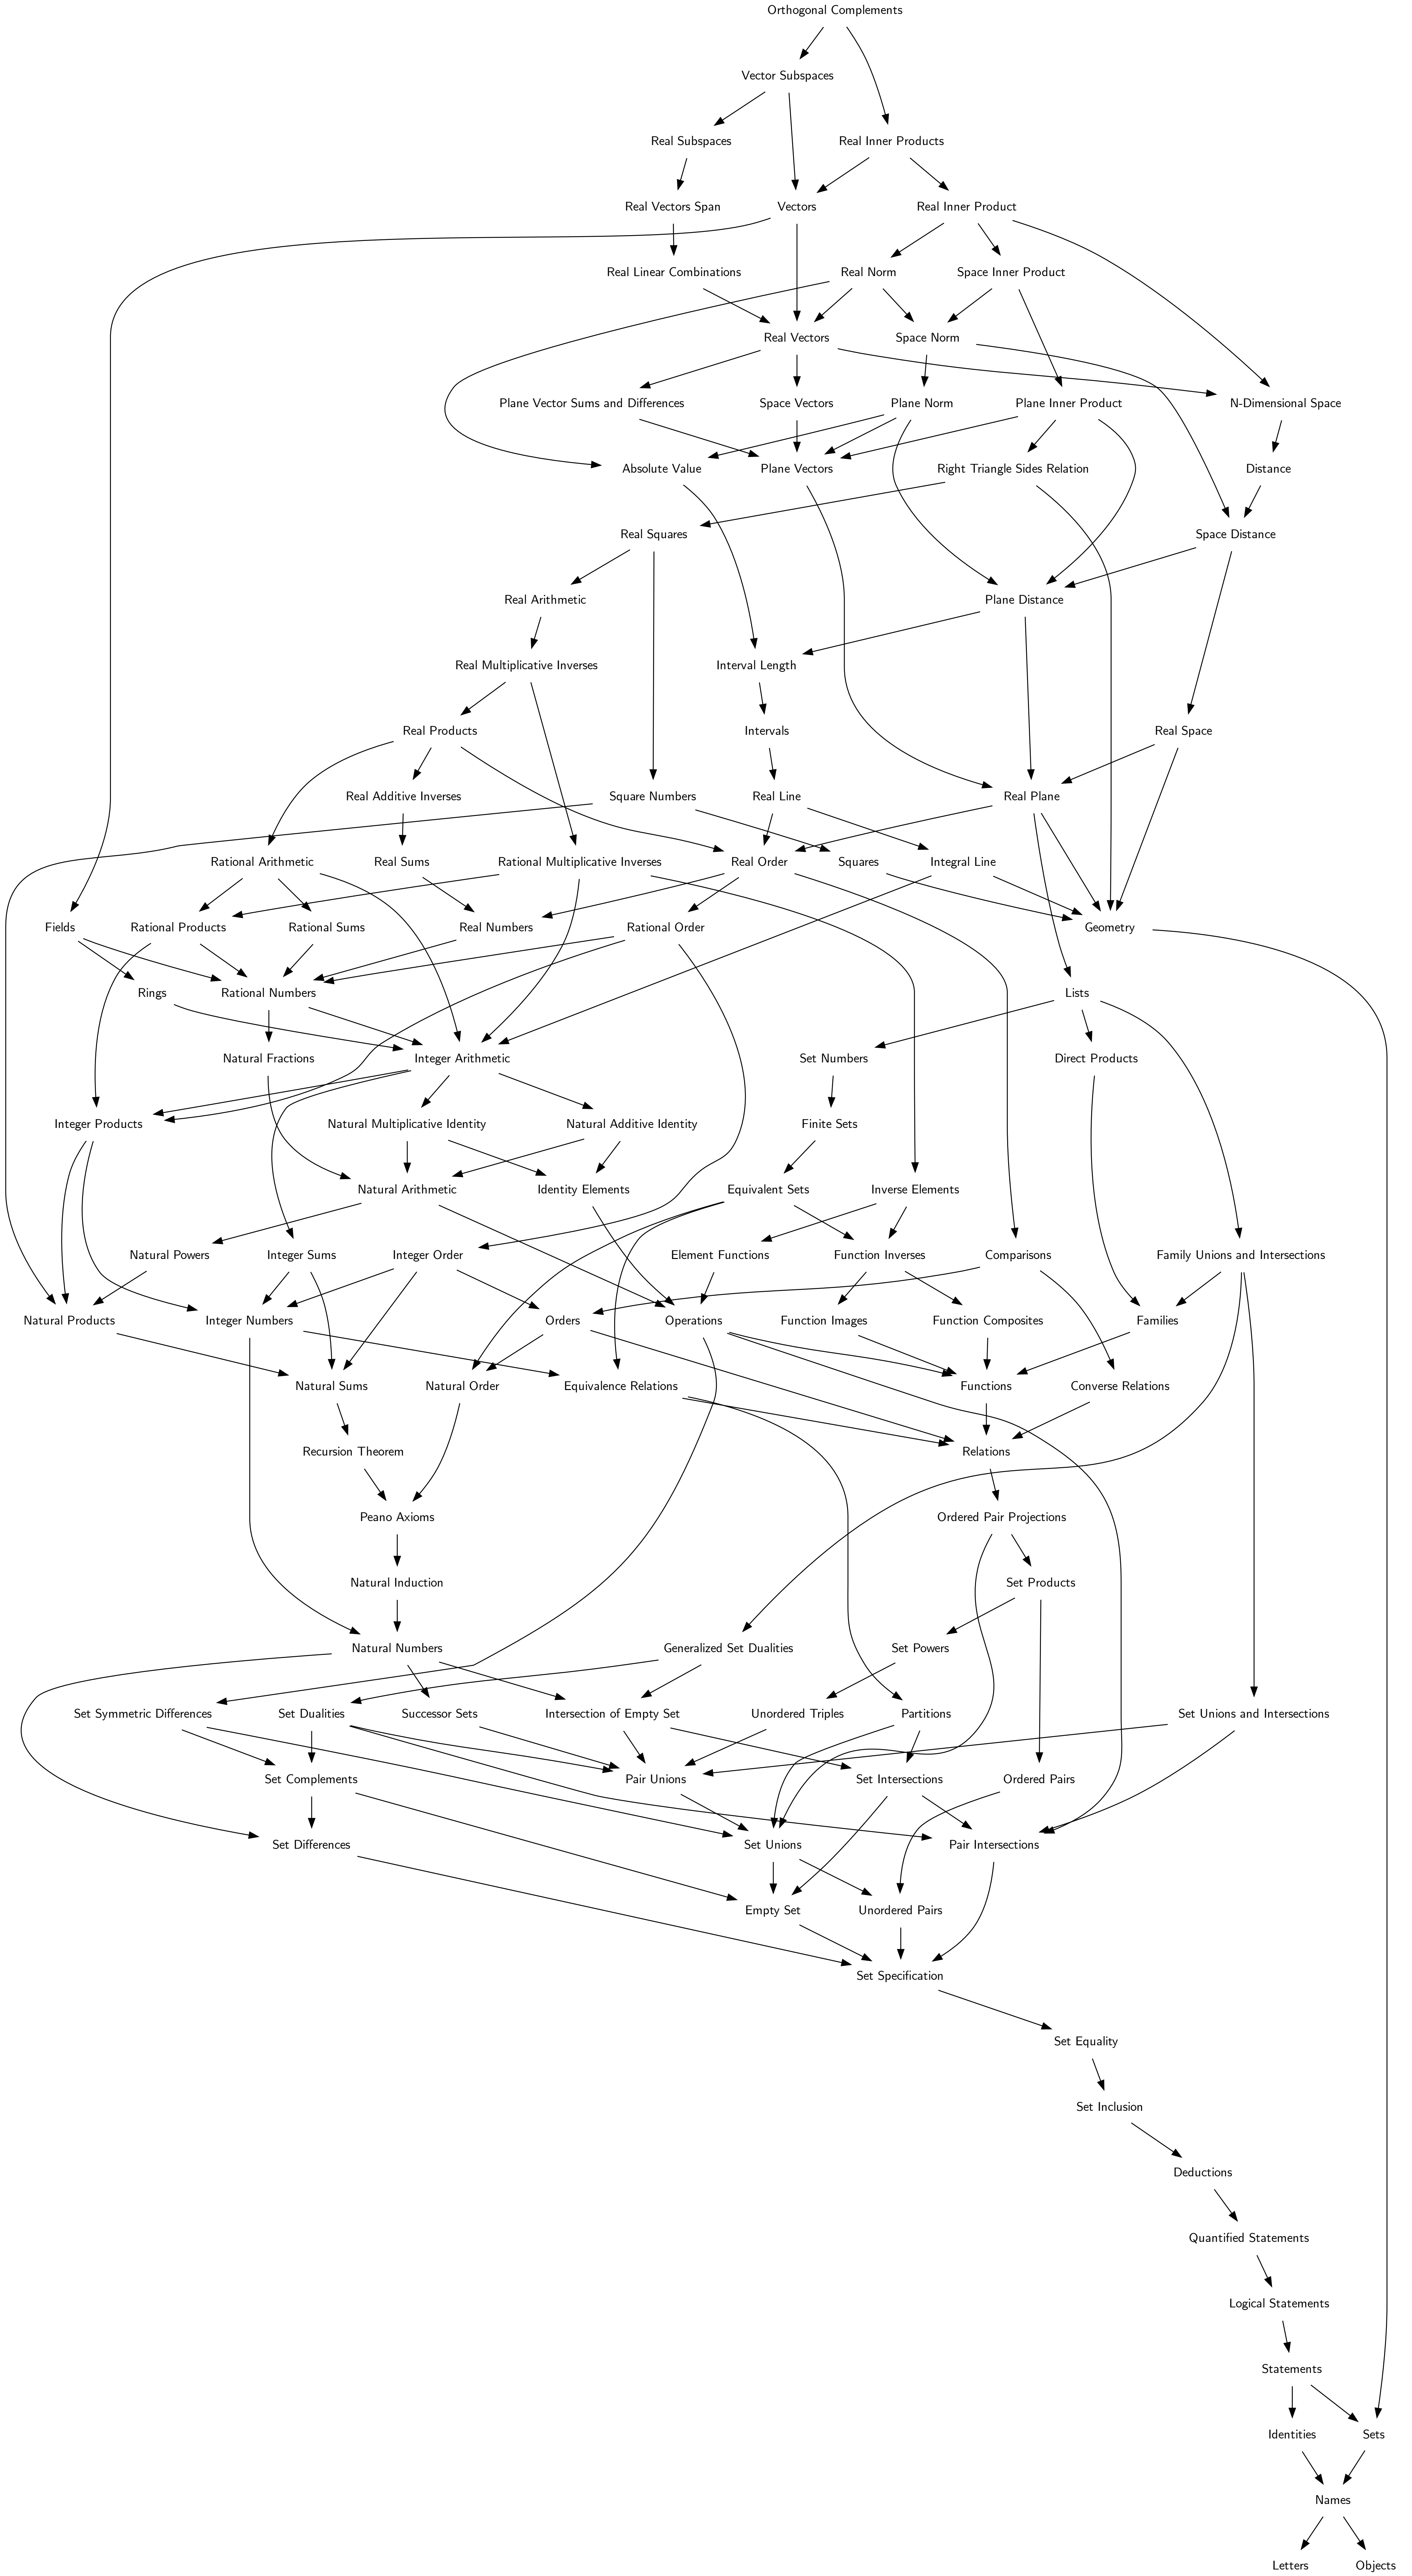 Orthogonal Complements
Vector Subspaces
Real Subspaces
Real Inner Products
Real Vectors Span
Vectors
Real Inner Product
Real Linear Combinations
Real Norm
Space Inner Product
Real Vectors
Space Norm
Plane Vector Sums and Differences
Space Vectors
Plane Norm
Plane Inner Product
N-Dimensional Space
Absolute Value
Plane Vectors
Right Triangle Sides Relation
Distance
Real Squares
Space Distance
Real Arithmetic
Plane Distance
Real Multiplicative Inverses
Interval Length
Real Products
Intervals
Real Space
Real Additive Inverses
Square Numbers
Real Line
Real Plane
Rational Arithmetic
Real Sums
Rational Multiplicative Inverses
Real Order
Squares
Integral Line
Fields
Rational Products
Rational Sums
Real Numbers
Rational Order
Geometry
Rings
Rational Numbers
Lists
Natural Fractions
Integer Arithmetic
Set Numbers
Direct Products
Integer Products
Natural Multiplicative Identity
Natural Additive Identity
Finite Sets
Natural Arithmetic
Identity Elements
Equivalent Sets
Inverse Elements
Natural Powers
Integer Sums
Integer Order
Element Functions
Function Inverses
Comparisons
Family Unions and Intersections
Natural Products
Integer Numbers
Orders
Operations
Function Images
Function Composites
Families
Natural Sums
Natural Order
Equivalence Relations
Functions
Converse Relations
Recursion Theorem
Relations
Peano Axioms
Ordered Pair Projections
Natural Induction
Set Products
Natural Numbers
Generalized Set Dualities
Set Powers
Set Symmetric Differences
Set Dualities
Successor Sets
Intersection of Empty Set
Unordered Triples
Partitions
Set Unions and Intersections
Set Complements
Pair Unions
Set Intersections
Ordered Pairs
Set Differences
Set Unions
Pair Intersections
Empty Set
Unordered Pairs
Set Specification
Set Equality
Set Inclusion
Deductions
Quantified Statements
Logical Statements
Statements
Identities
Sets
Names
Letters
Objects